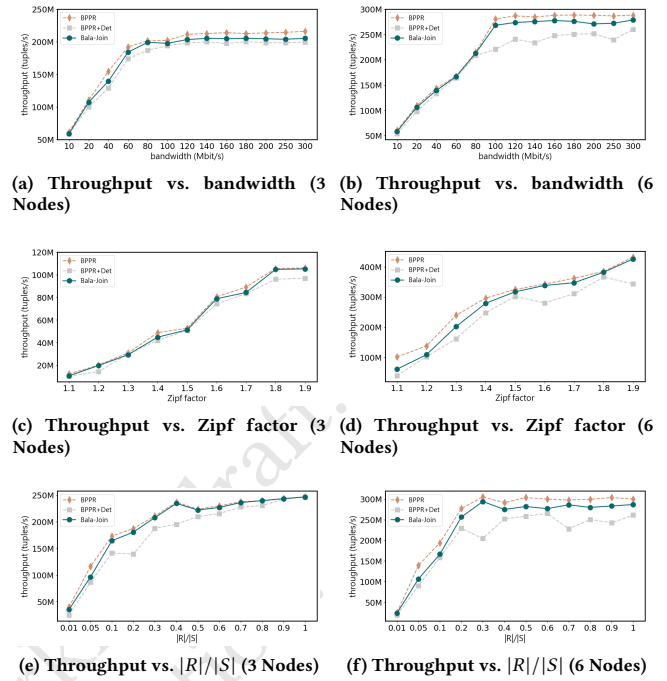 250M
200M
150M
100M
50M
throughput (tuples/s)
BPPR
BPPR+Det
Bala-Join
10 20 40 60 80 100 120 140 160 180 200 250 300
bandwidth (Mbit/s)
(a) Throughput vs. bandwidth (3
Nodes)
300M
250M
200M
150M
100M
50M
throughput (tuples/s)
BPPR
BPPR+Det
Bala-Join
10 20 40 60 80 100 120 140 160 180 200 250 300
bandwidth (Mbit/s)
(b) Throughput vs. bandwidth (6
Nodes)
120M
100M
80M
60M
40M
20M
throughput (tuples/s)
BPPR
BPPR+Det
Bala-Join
1.1 1.2 1.3 1.4 1.5 1.6 1.7 1.8 1.9
Zipf factor
(c) Throughput vs. Zipf factor (3
Nodes)
400M
300M
200M
100M
throughput (tuples/s)
BPPR
BPPR+Det
Bala-Join
1.1 1.2 1.3 1.4 1.5 1.6 1.7 1.8 1.9
Zipf factor
(d) Throughput vs. Zipf factor (6
Nodes)
250M
200M
150M
100M
50M
throughput (tuples/s)
BPPR
BPPR+Det
Bala-Join
0.01 0.05 0.1 0.2 0.3 0.4 0.5 0.6 0.7 0.8 0.9 1
|R|/|S|
(e) Throughput vs. |R|/|S| (3 Nodes)
300M
250M
200M
150M
100M
50M
throughput (tuples/s)
BPPR
BPPR+Det
Bala-Join
0.01 0.05 0.1 0.2 0.3 0.4 0.5 0.6 0.7 0.8 0.9 1
|R|/|S|
(f) Throughput vs. |R|/|S| (6 Nodes)